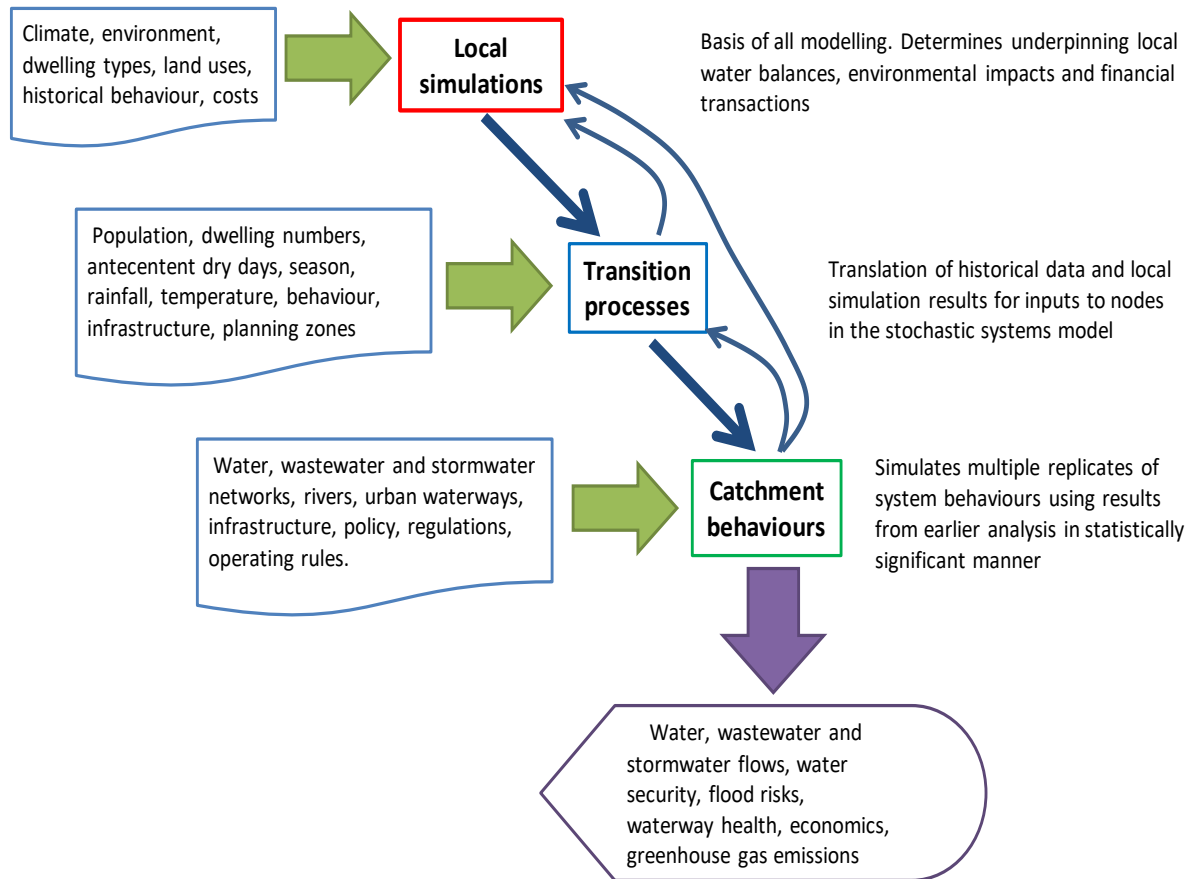 Climate, environment,
dwelling types, land uses,
historical behaviour, costs
Local
simulations
Basis of all modelling. Determines underpinning local
water balances, environmental impacts and financial
transactions
Population, dwelling numbers,
antecentent dry days, season,
rainfall, temperature, behaviour,
infrastructure, planning zones
Transition
processes
Translation of historical data and local
simulation results for inputs to nodes
in the stochastic systems model
Water, wastewater and stormwater
networks, rivers, urban waterways,
infrastructure, policy, regulations,
operating rules.
Catchment
behaviours
Simulates multiple replicates of
system behaviours using results
from earlier analysis in statistically
significant manner
Water, wastewater and
stormwater flows, water
security, flood risks,
waterway health, economics,
greenhouse gas emissions